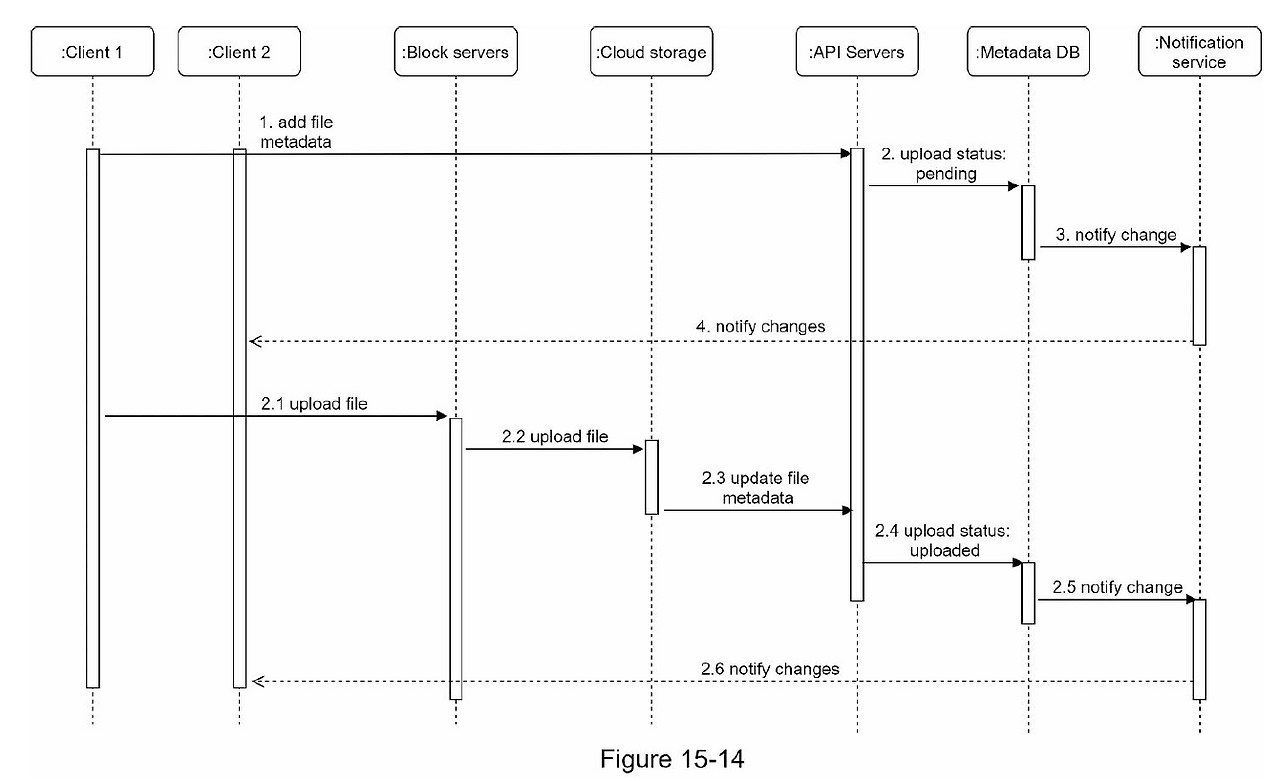 :Client 1
:Client 2
:Block servers
:Cloud storage
:API Servers
:Metadata DB
:Notification
service
1. add file
metadata
2. upload status:
pending
3. notify change
4. notify changes
2.1 upload file
2.2 upload file
2.3 update file
metadata
2.4 upload status:
uploaded
2.5 notify change
2.6 notify changes
Figure 15-14